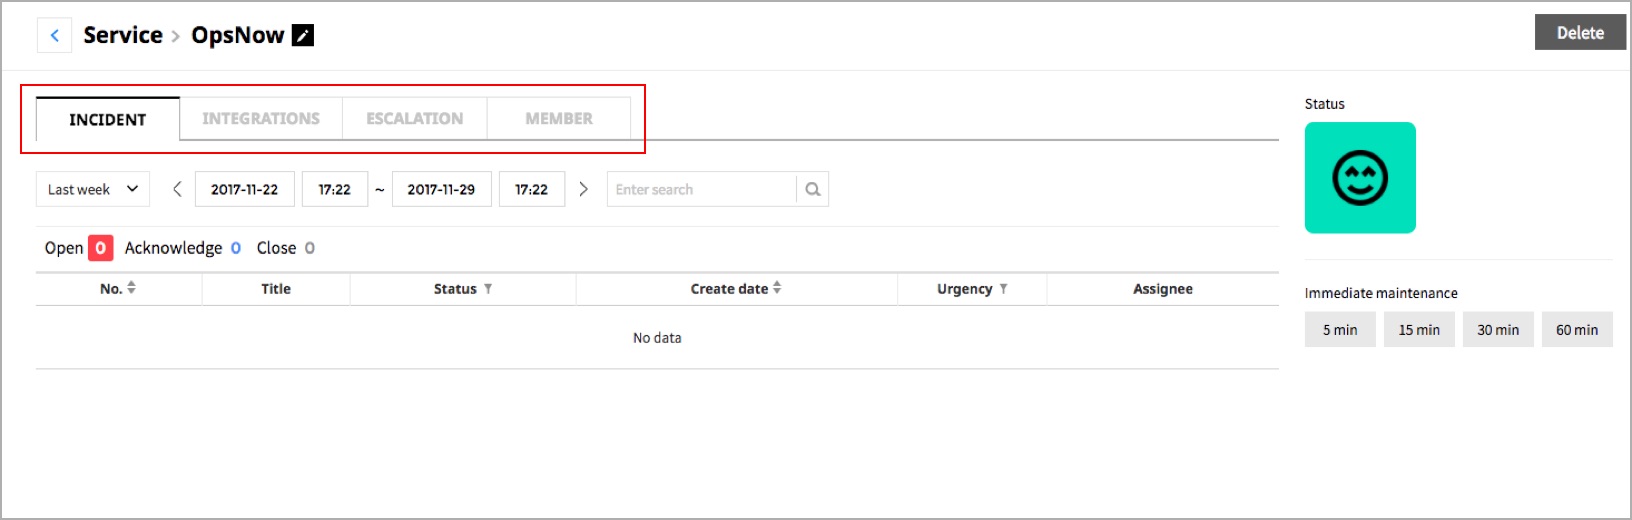 Service > OpsNow
Delete
INCIDENT INTEGRATIONS ESCALATION MEMBER
Status
Last week 2017-11-22 17:22 ~ 2017-11-29 17:22 Enter search
Open 0 Acknowledge 0 Close 0
No. Title Status Create date Urgency Assignee
Immediate maintenance
5 min 15 min 30 min 60 min
No data